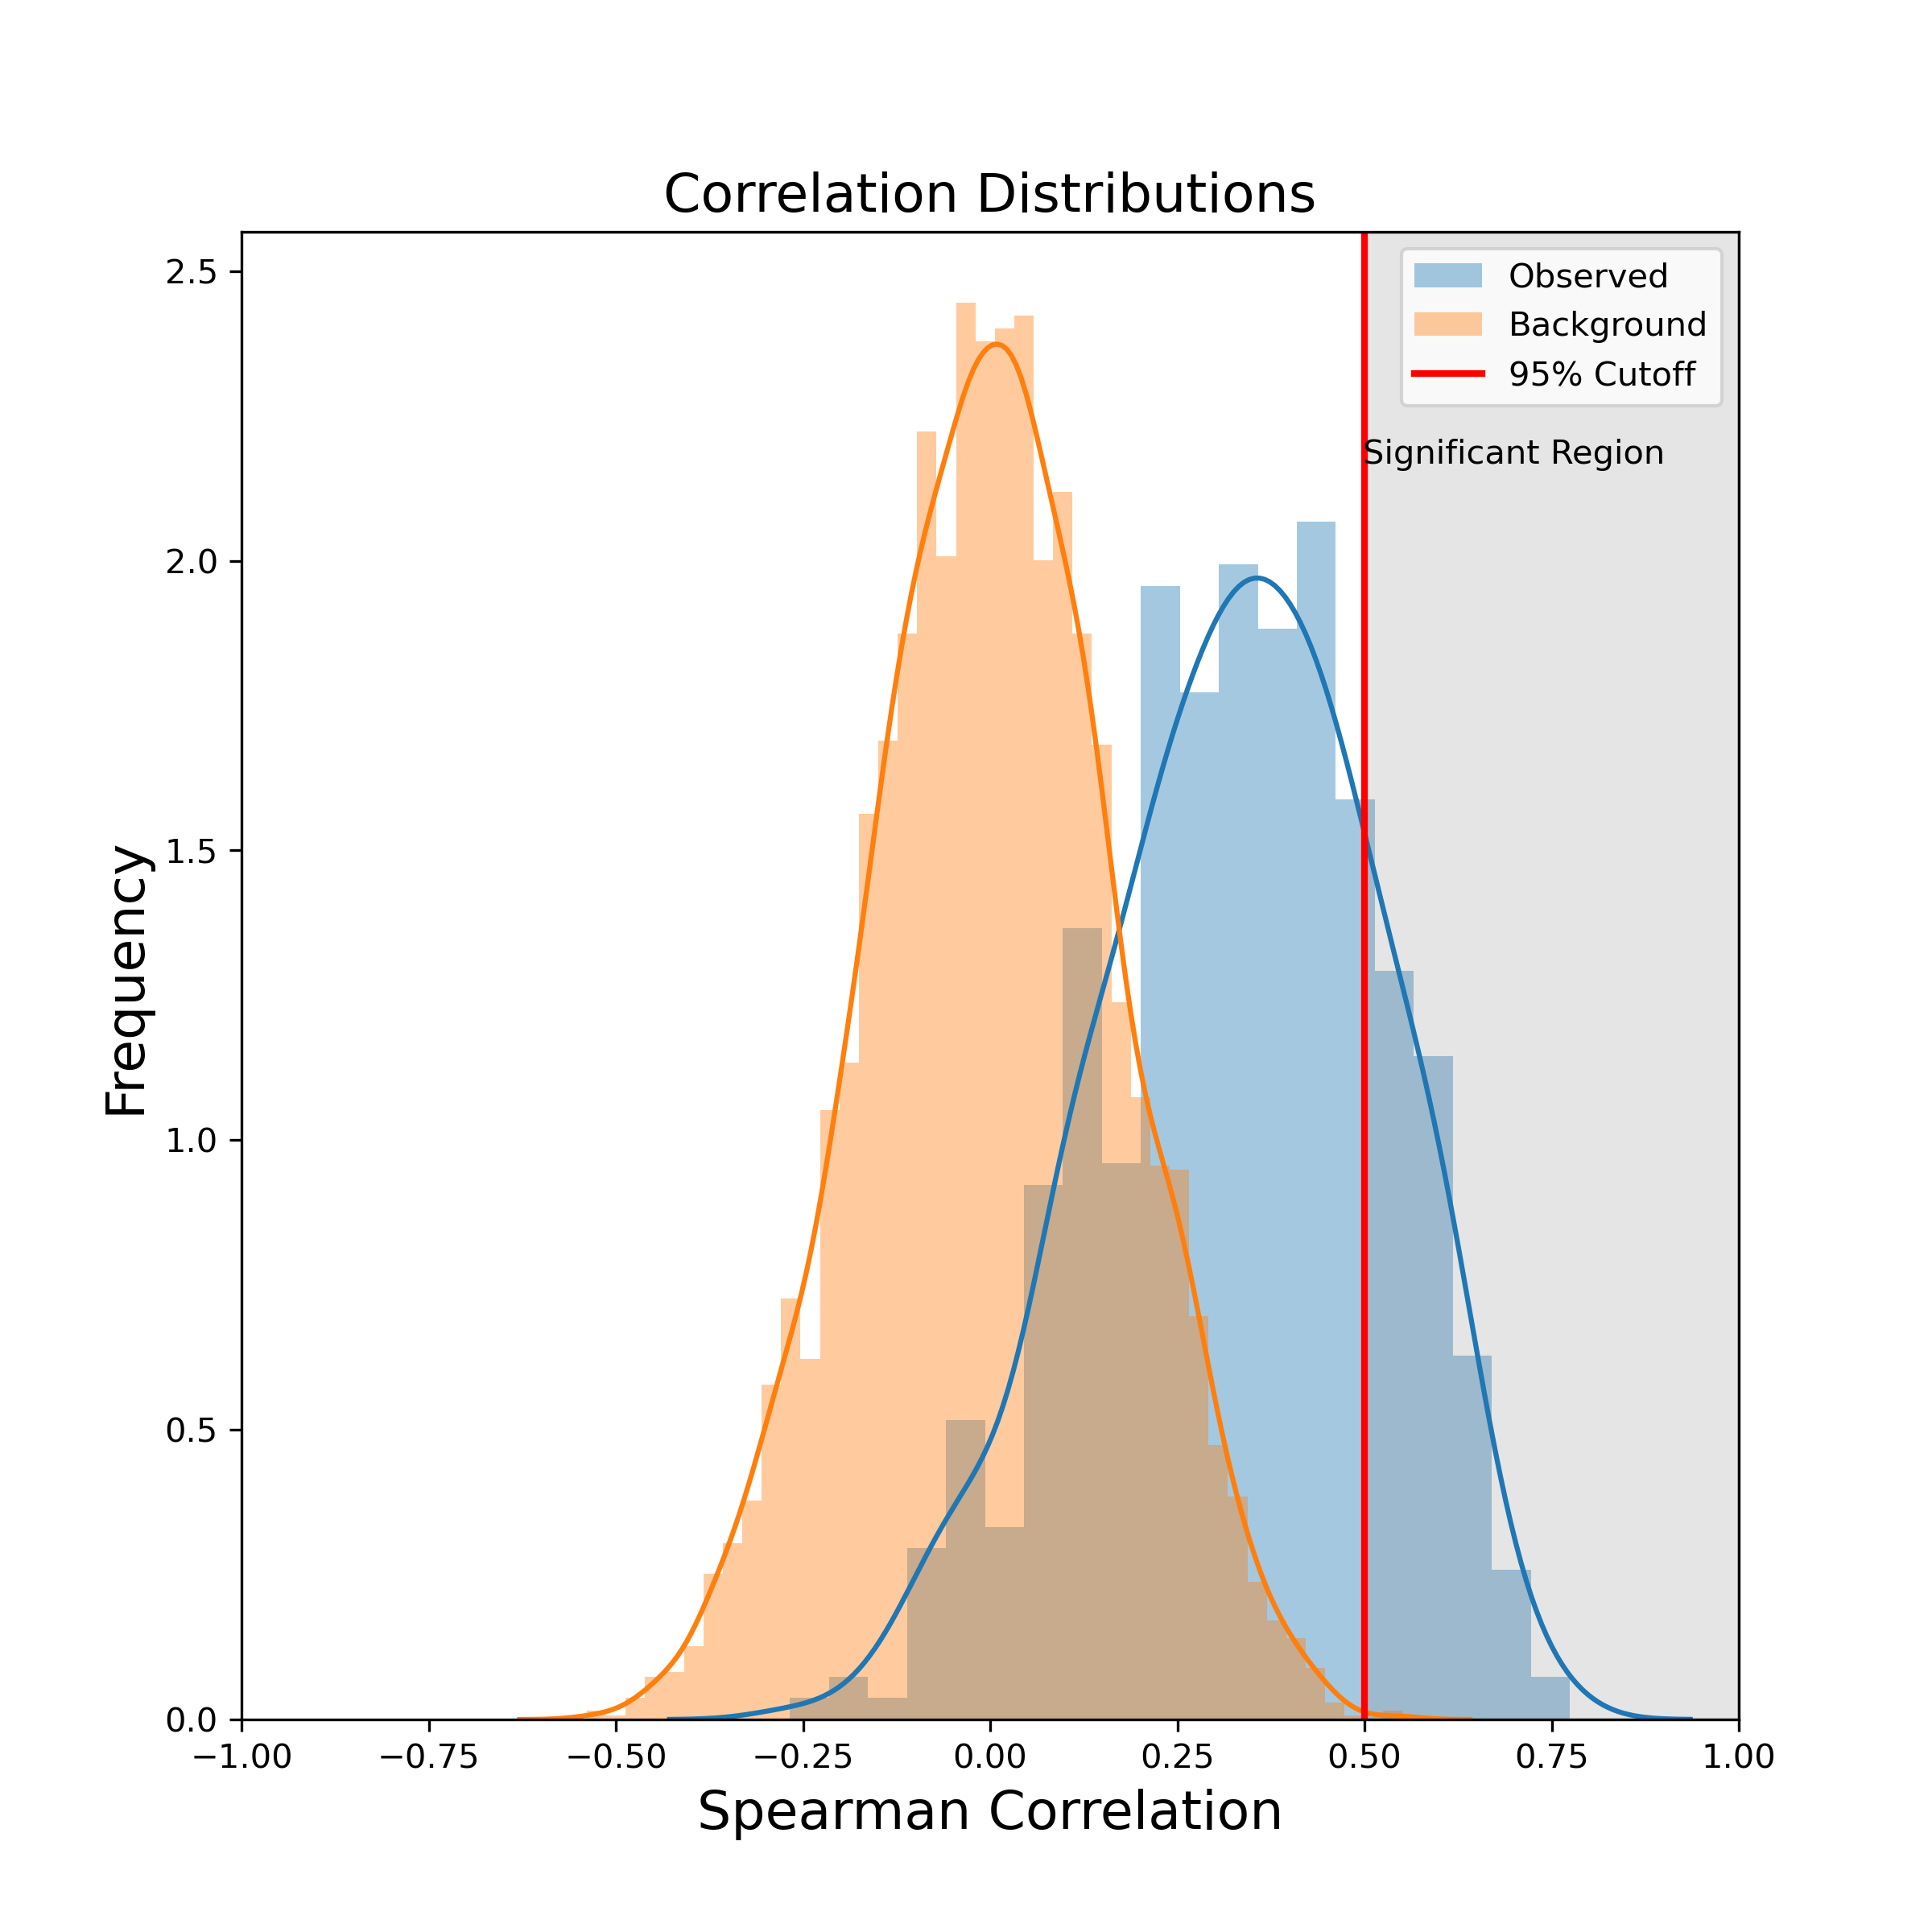 Correlation Distributions
2.5
2.0
1.5
1.0
0.5
0.0
Frequency
Observed
Background
95% Cutoff
Significant Region
−1.00 −0.75 −0.50 −0.25 0.00 0.25 0.50 0.75 1.00
Spearman Correlation